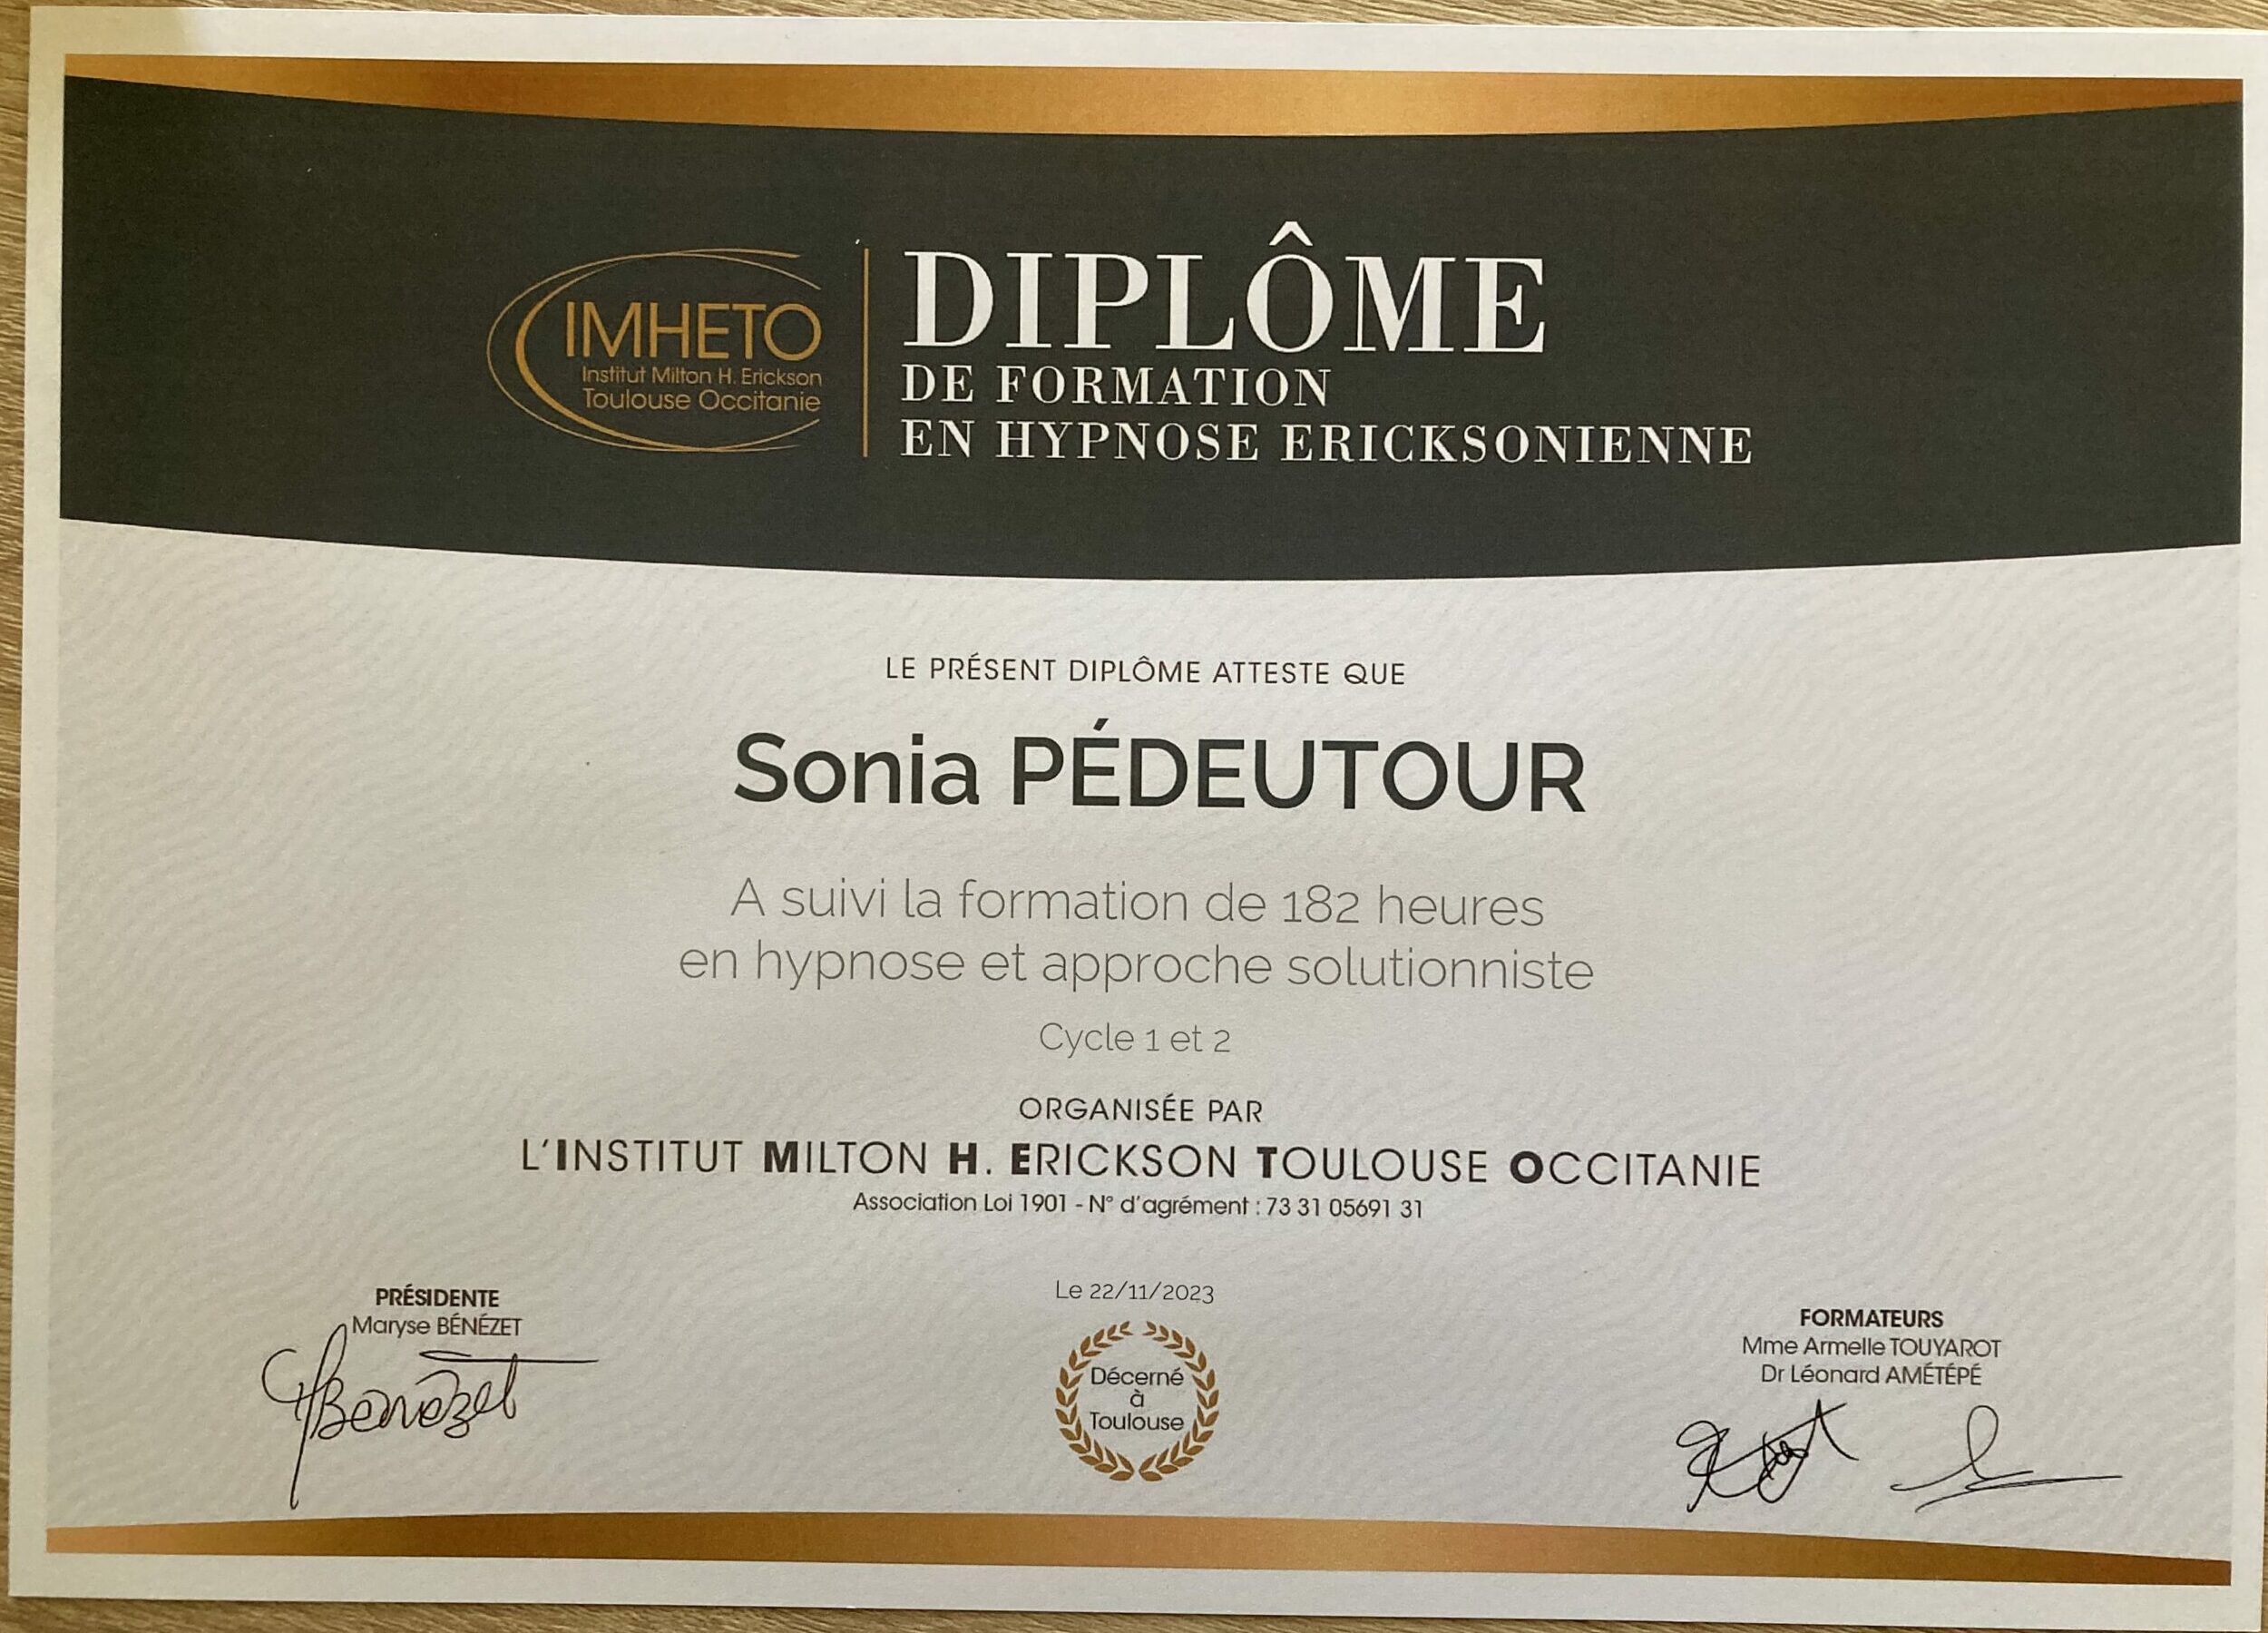 IMHETO
Institut Milton H. Erickson
Toulouse Occitanie
DIPLÔME
DE FORMATION
EN HYPNOSE ERICKSONIENNE
LE PRÉSENT DIPLÔME ATTESTE QUE
Sonia PÉDEUTOUR
A suivi la formation de 182 heures
en hypnose et approche solutionniste
Cycle 1 et 2
ORGANISÉE PAR
L'INSTITUT MILTON H. ERICKSON TOULOUSE OCCITANIE
Association Loi 1901 - N° d'agrément : 73 31 05691 31
PRÉSIDENTE
Maryse BÉNÉZET
Bénézet
Le 22/11/2023
Décerné
à
Toulouse
FORMATEURS
Mme Armelle TOUYAROT
Dr Léonard AMÉTÉPÉ